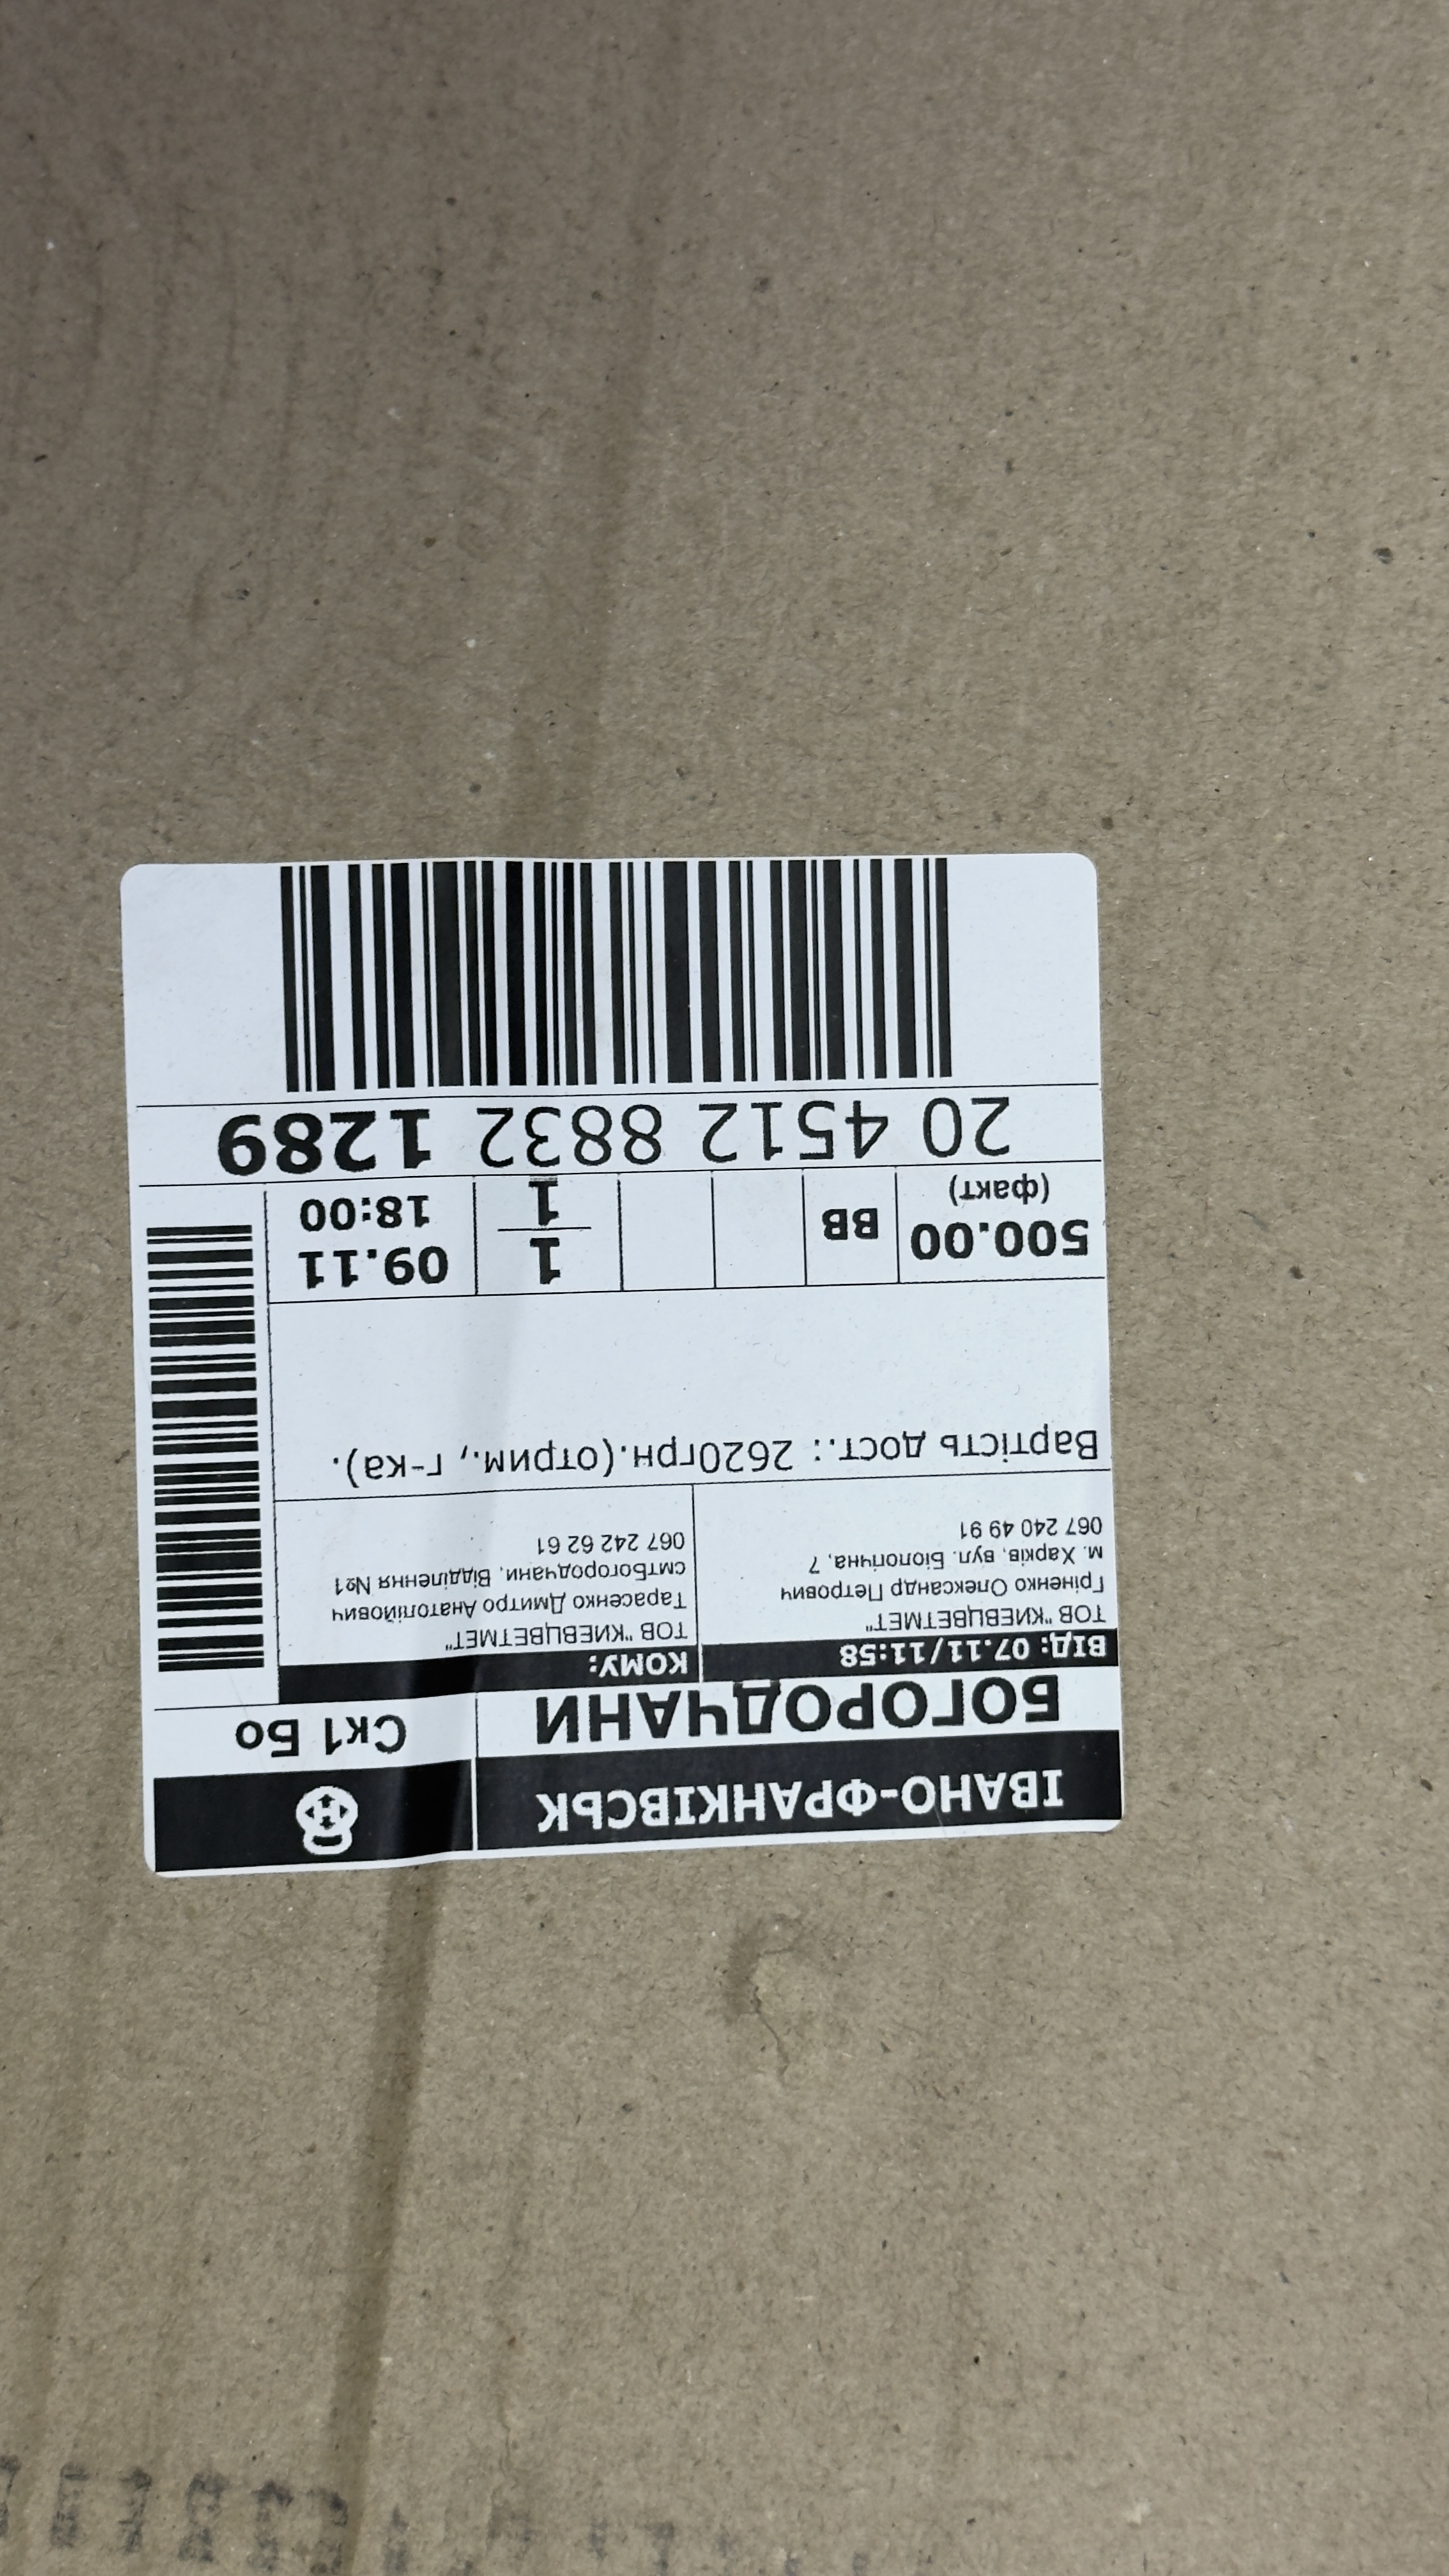 ІВАНО-ФРАНКІВСЬК
БОГОРОДЧАНИ
Ск1 Бо
ВІД: 07.11/11:58
ТОВ "КИЕВЦВЕТМЕТ"
Гріненко Олександр Петрович
м. Харків, вул. Біологічна, 7
067 240 49 91
КОМУ:
ТОВ "КИЕВЦВЕТМЕТ"
Тарасенко Дмитро Анатолійович
смтБогородчани, Відділення №1
067 242 62 61
Вартість дост.: 2620грн.(отрим., г-ка).
500.00
(факт)
ВВ
1
1
09.11
18:00
20 4512 8832 1289